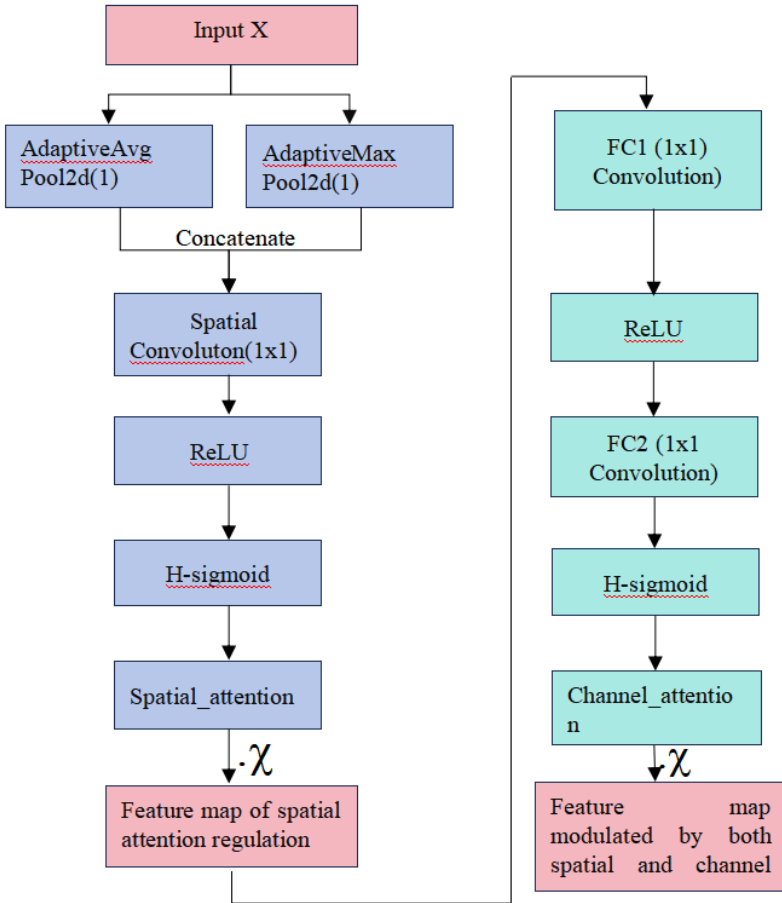 Input X
AdaptiveAvg
Pool2d(1)
AdaptiveMax
Pool2d(1)
Concatenate
Spatial
Convoluton(1x1)
ReLU
H-sigmoid
Spatial_attention
·χ
Feature map of spatial
attention regulation
FC1 (1x1)
Convolution)
ReLU
FC2 (1x1
Convolution)
H-sigmoid
Channel_attentio
n
·χ
Feature map
modulated by both
spatial and channel